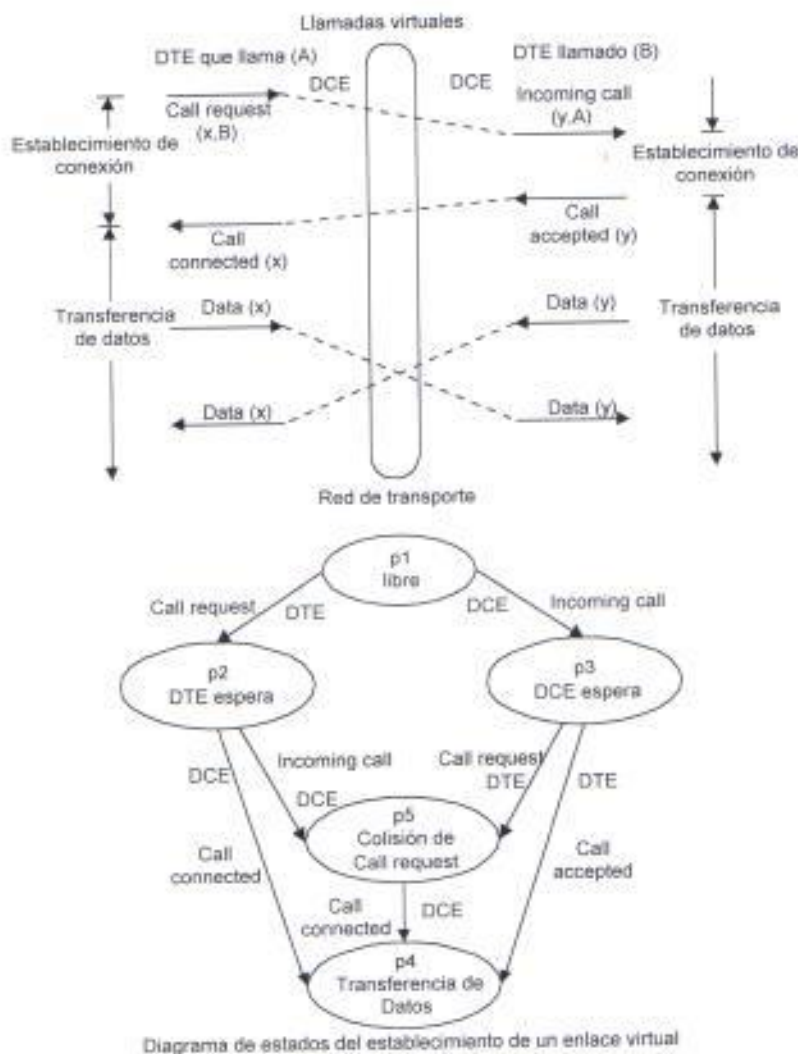 Llamadas virtuales
DTE que llama (A)
DTE llamado (B)
DCE
DCE
Call request
(x,B)
Incoming call
(y,A)
Establecimiento de
conexión
Establecimiento de
conexión
Call
connected (x)
Call
accepted (y)
Transferencia
de datos
Data (x)
Data (y)
Transferencia
de datos
Data (x)
Data (y)
Red de transporte
p1
libre
Call request
DTE
DCE
Incoming call
p2
DTE espera
p3
DCE espera
DCE
Incoming call
DCE
Call request
DTE
DTE
p5
Colisión de
Call request
Call
connected
Call
accepted
Call
connected
DCE
p4
Transferencia de
Datos
Diagrama de estados del establecimiento de un enlace virtual